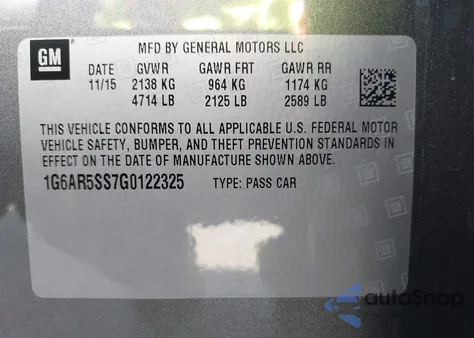 GM
MFD BY GENERAL MOTORS LLC
DATE GVWR GAWR FRT GAWR RR
11/15 2138 KG 964 KG 1174 KG
4714 LB 2125 LB 2589 LB
THIS VEHICLE CONFORMS TO ALL APPLICABLE U.S. FEDERAL MOTOR
VEHICLE SAFETY, BUMPER, AND THEFT PREVENTION STANDARDS IN
EFFECT ON THE DATE OF MANUFACTURE SHOWN ABOVE.
1G6AR5SS7G0122325 TYPE: PASS CAR
autoSnap